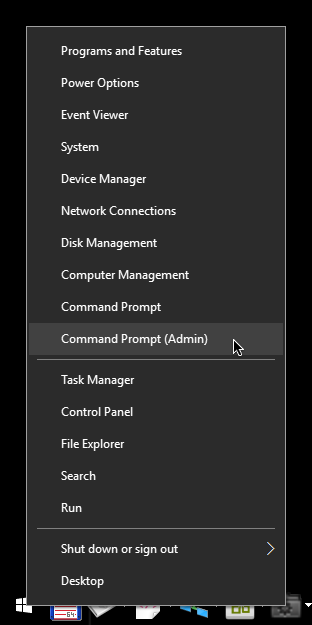 Programs and Features
Power Options
Event Viewer
System
Device Manager
Network Connections
Disk Management
Computer Management
Command Prompt
Command Prompt (Admin)
Task Manager
Control Panel
File Explorer
Search
Run
Shut down or sign out
Desktop
64